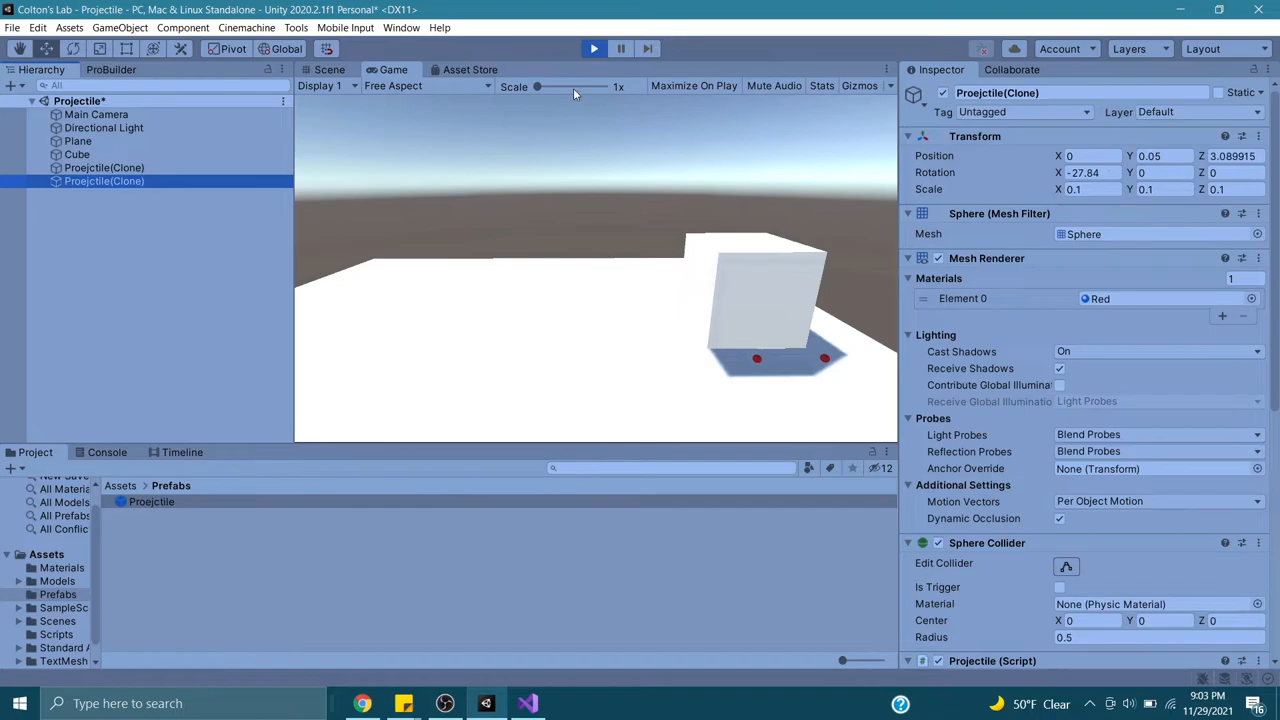 Colton's Lab - Projectile - PC, Mac & Linux Standalone - Unity 2020.2.1f1 Personal* <DX11>
File Edit Assets GameObject Component Cinemachine Tools Mobile Input Window Help
Pivot Global Account Layers Layout
Hierarchy ProBuilder
All
Projectile*
Main Camera
Directional Light
Plane
Cube
Proejctile(Clone)
Proejctile(Clone)
Scene Game Asset Store
Display 1 Free Aspect Scale 1x Maximize On Play Mute Audio Stats Gizmos
Inspector Collaborate
Proejctile(Clone) Static
Tag Untagged Layer Default
Transform
Position X 0 Y 0.05 Z 3.089915
Rotation X -27.84 Y 0 Z 0
Scale X 0.1 Y 0.1 Z 0.1
Sphere (Mesh Filter)
Mesh Sphere
Mesh Renderer
Materials 1
Element 0 Red
Lighting
Cast Shadows On
Receive Shadows
Contribute Global Illumina
Receive Global Illuminatio Light Probes
Probes
Light Probes Blend Probes
Reflection Probes Blend Probes
Anchor Override None (Transform)
Additional Settings
Motion Vectors Per Object Motion
Dynamic Occlusion
Sphere Collider
Edit Collider
Is Trigger
Material None (Physic Material)
Center X 0 Y 0 Z 0
Radius 0.5
Projectile (Script)
Project Console Timeline
12
All Materia
All Models
All Prefabs
All Conflic
Assets
Materials
Models
Prefabs
SampleSc
Scenes
Scripts
Standard A
TextMesh
Assets Prefabs
Proejctile
Type here to search
50°F Clear
9:03 PM
11/29/2021
16